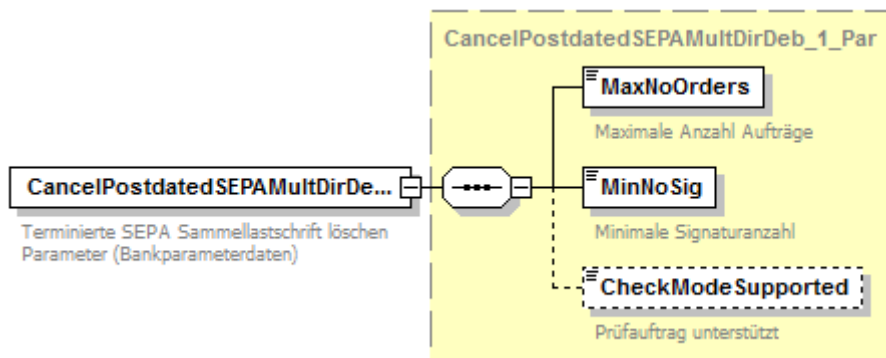 CancelPostdatedSEPAMultDirDeb_1_Par
MaxNoOrders
Maximale Anzahl Aufträge
CancelPostdatedSEPAMultDirDe...
Terminierte SEPA Sammellastschrift löschen
Parameter (Bankparameterdaten)
MinNoSig
Minimale Signaturanzahl
CheckModeSupported
Prüfauftrag unterstützt